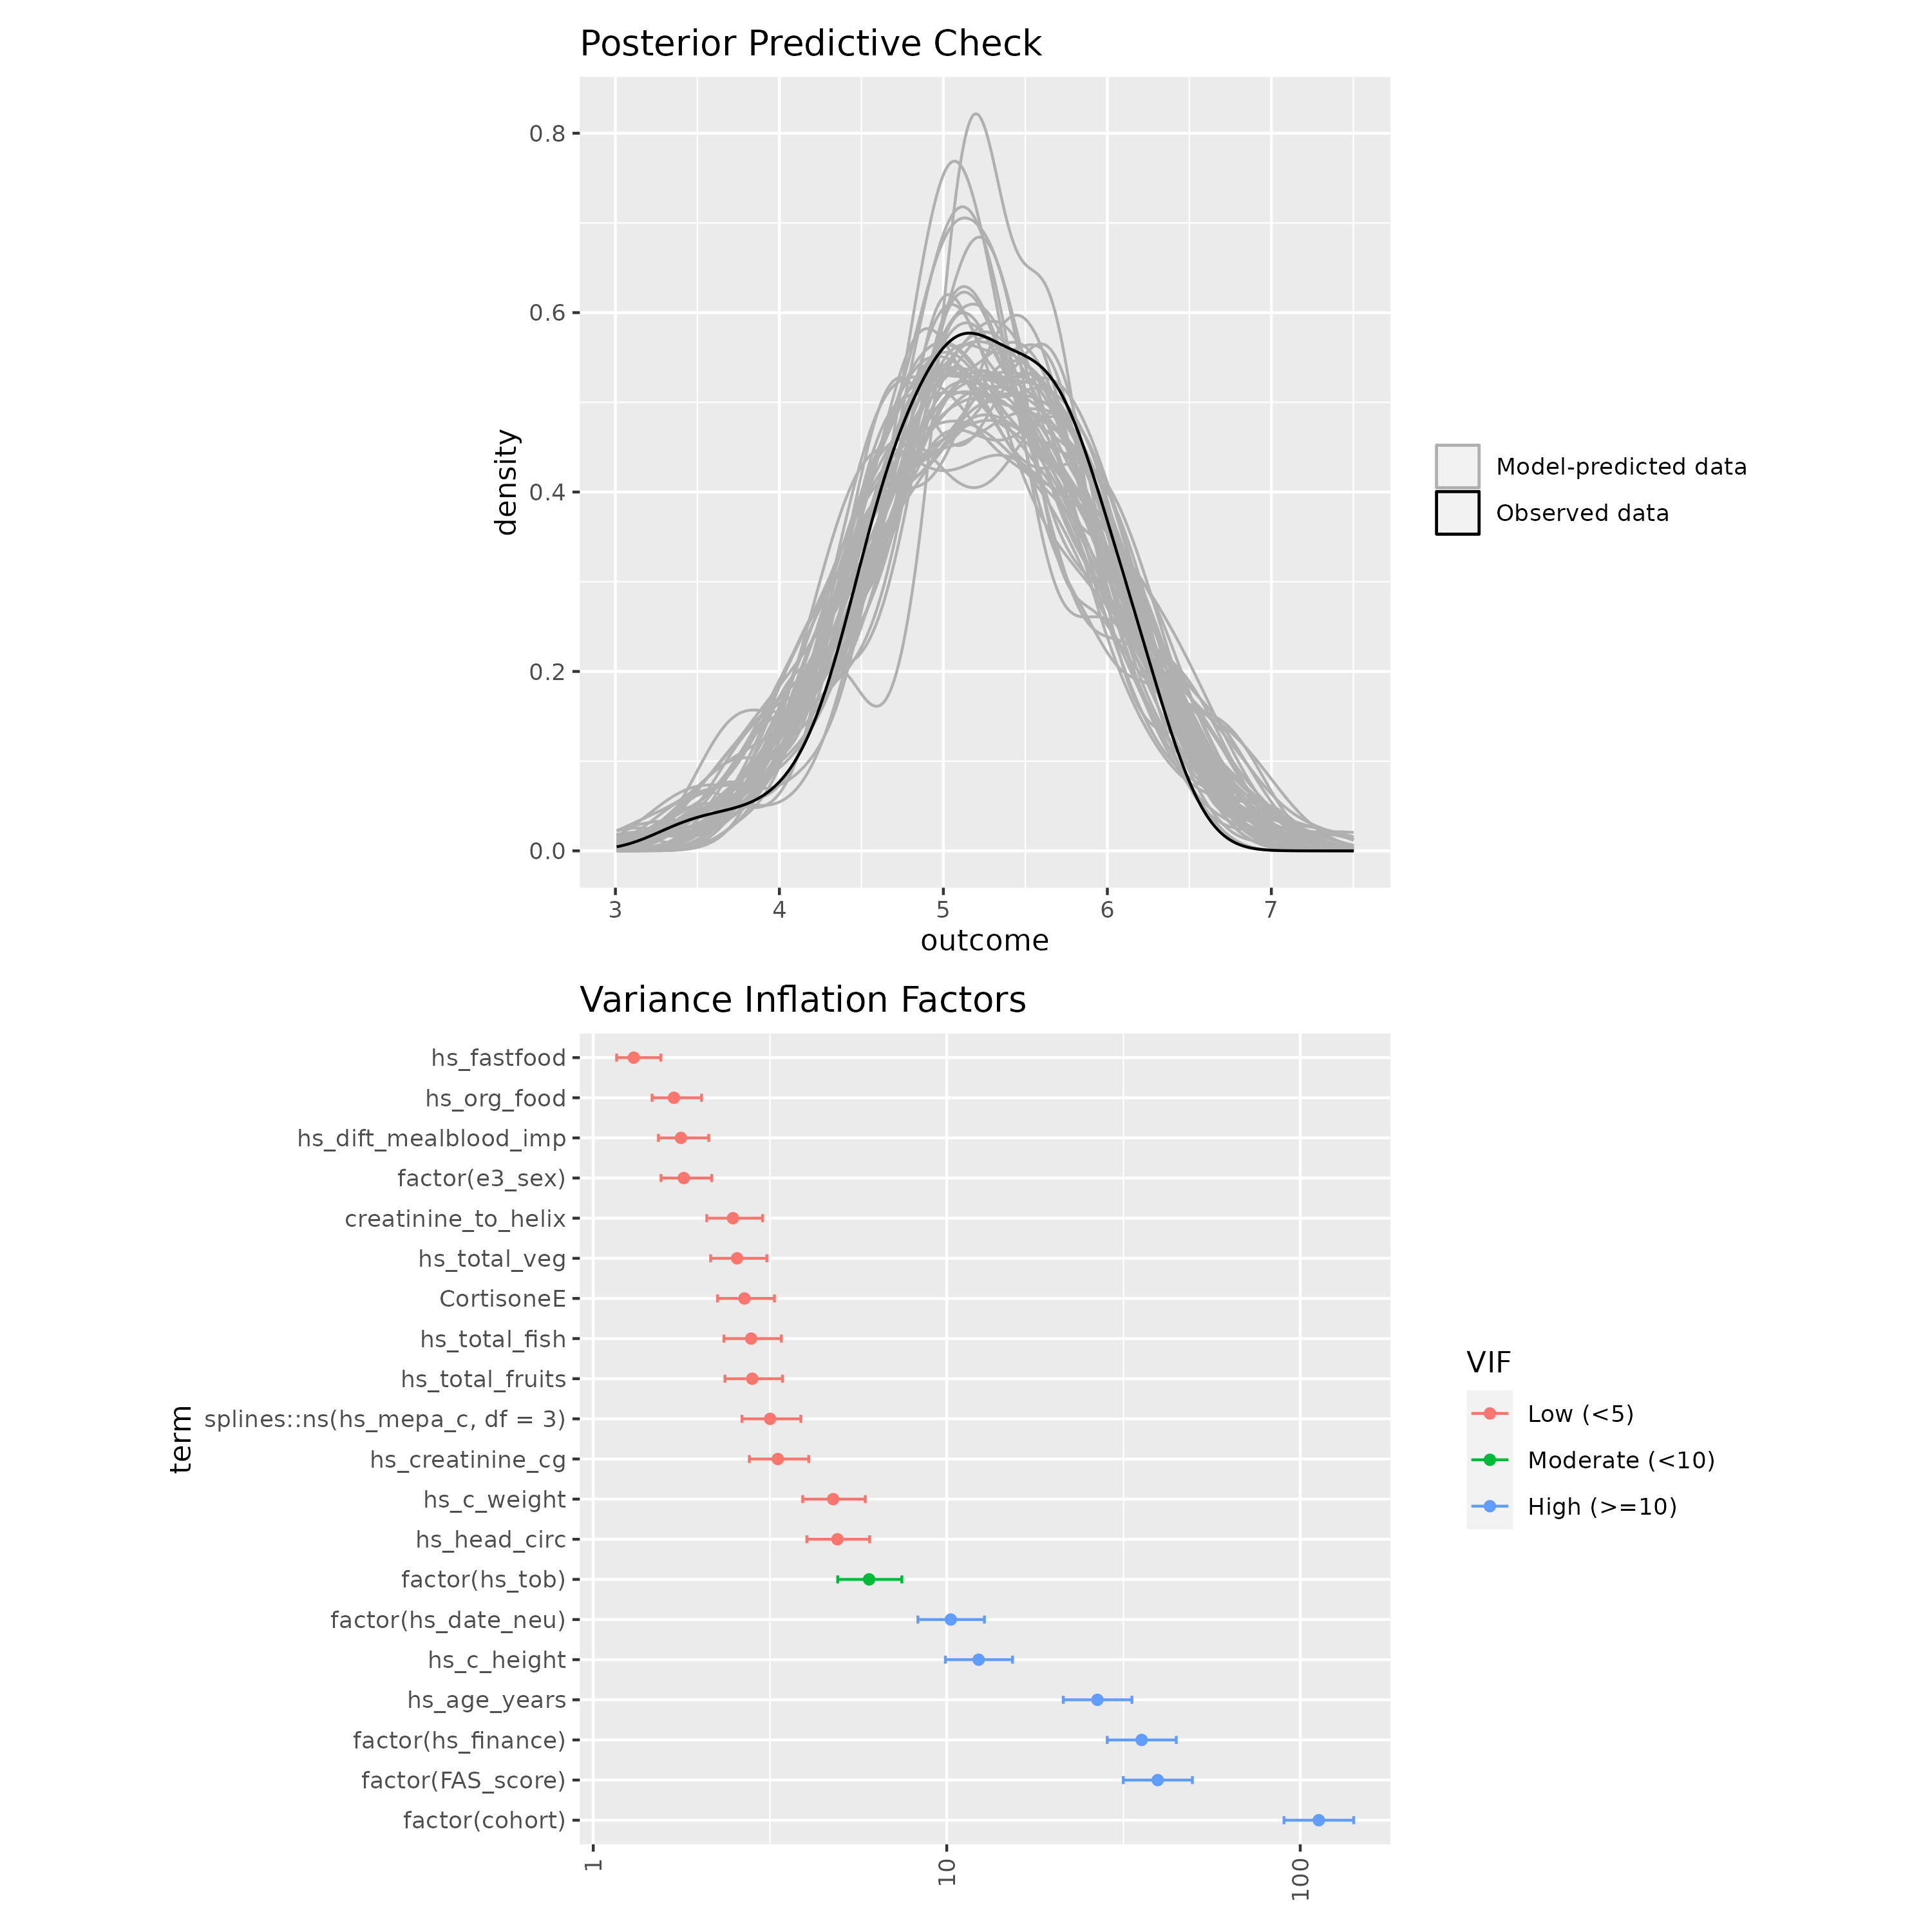 Posterior Predictive Check
0.8
0.6
0.4
0.2
0.0
density
3 4 5 6 7
outcome
Model-predicted data
Observed data
Variance Inflation Factors
term
hs_fastfood
hs_org_food
hs_dift_mealblood_imp
factor(e3_sex)
creatinine_to_helix
hs_total_veg
CortisoneE
hs_total_fish
hs_total_fruits
splines::ns(hs_mepa_c, df = 3)
hs_creatinine_cg
hs_c_weight
hs_head_circ
factor(hs_tob)
factor(hs_date_neu)
hs_c_height
hs_age_years
factor(hs_finance)
factor(FAS_score)
factor(cohort)
1 10 100
VIF
Low (<5)
Moderate (<10)
High (>=10)